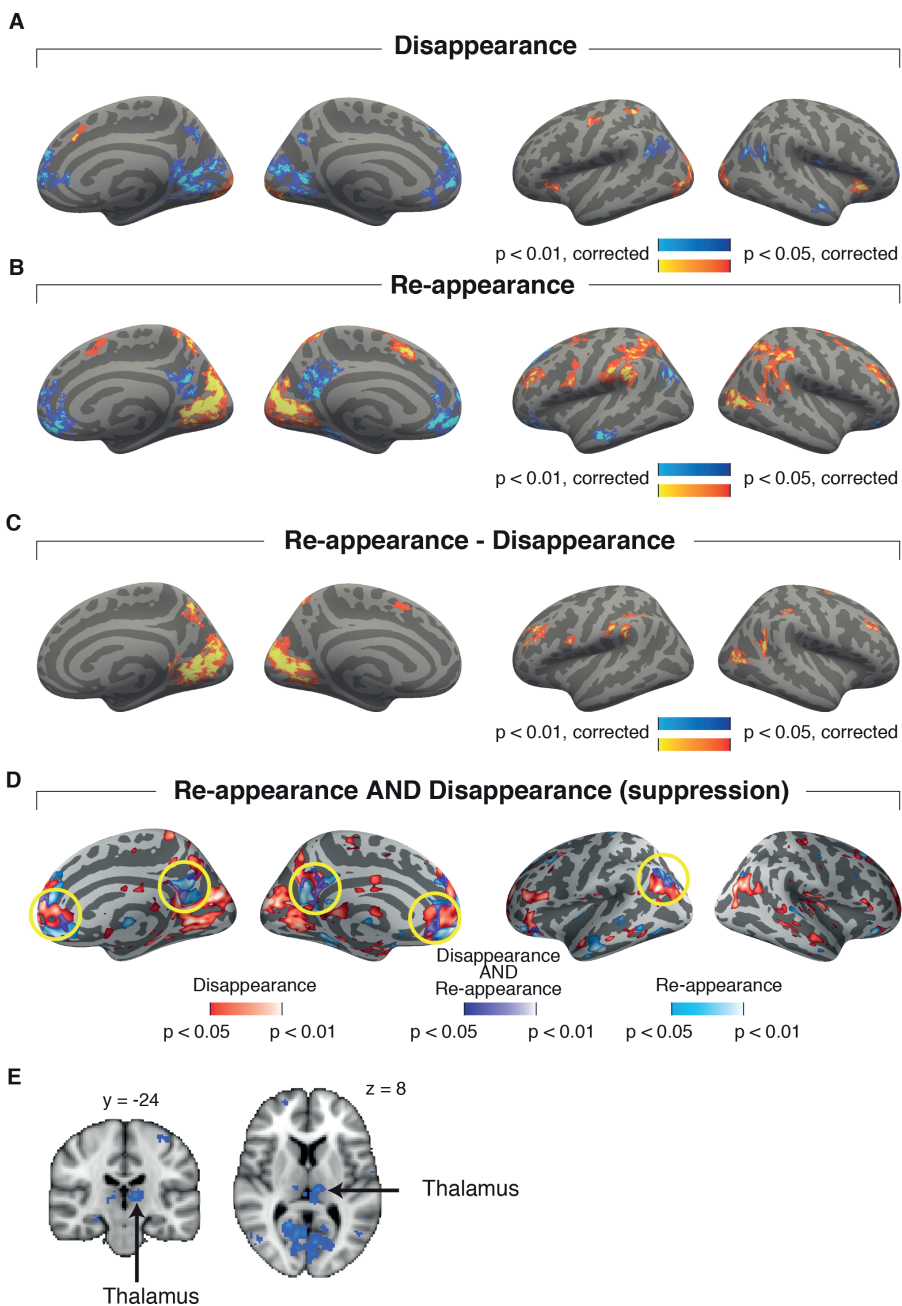 A
Disappearance
p < 0.01, corrected p < 0.05, corrected
B
Re-appearance
p < 0.01, corrected p < 0.05, corrected
C
Re-appearance - Disappearance
p < 0.01, corrected p < 0.05, corrected
D
Re-appearance AND Disappearance (suppression)
Disappearance
p < 0.05 p < 0.01
Disappearance
AND
Re-appearance
p < 0.05 p < 0.01
Re-appearance
p < 0.05 p < 0.01
E
y = -24
z = 8
Thalamus
Thalamus